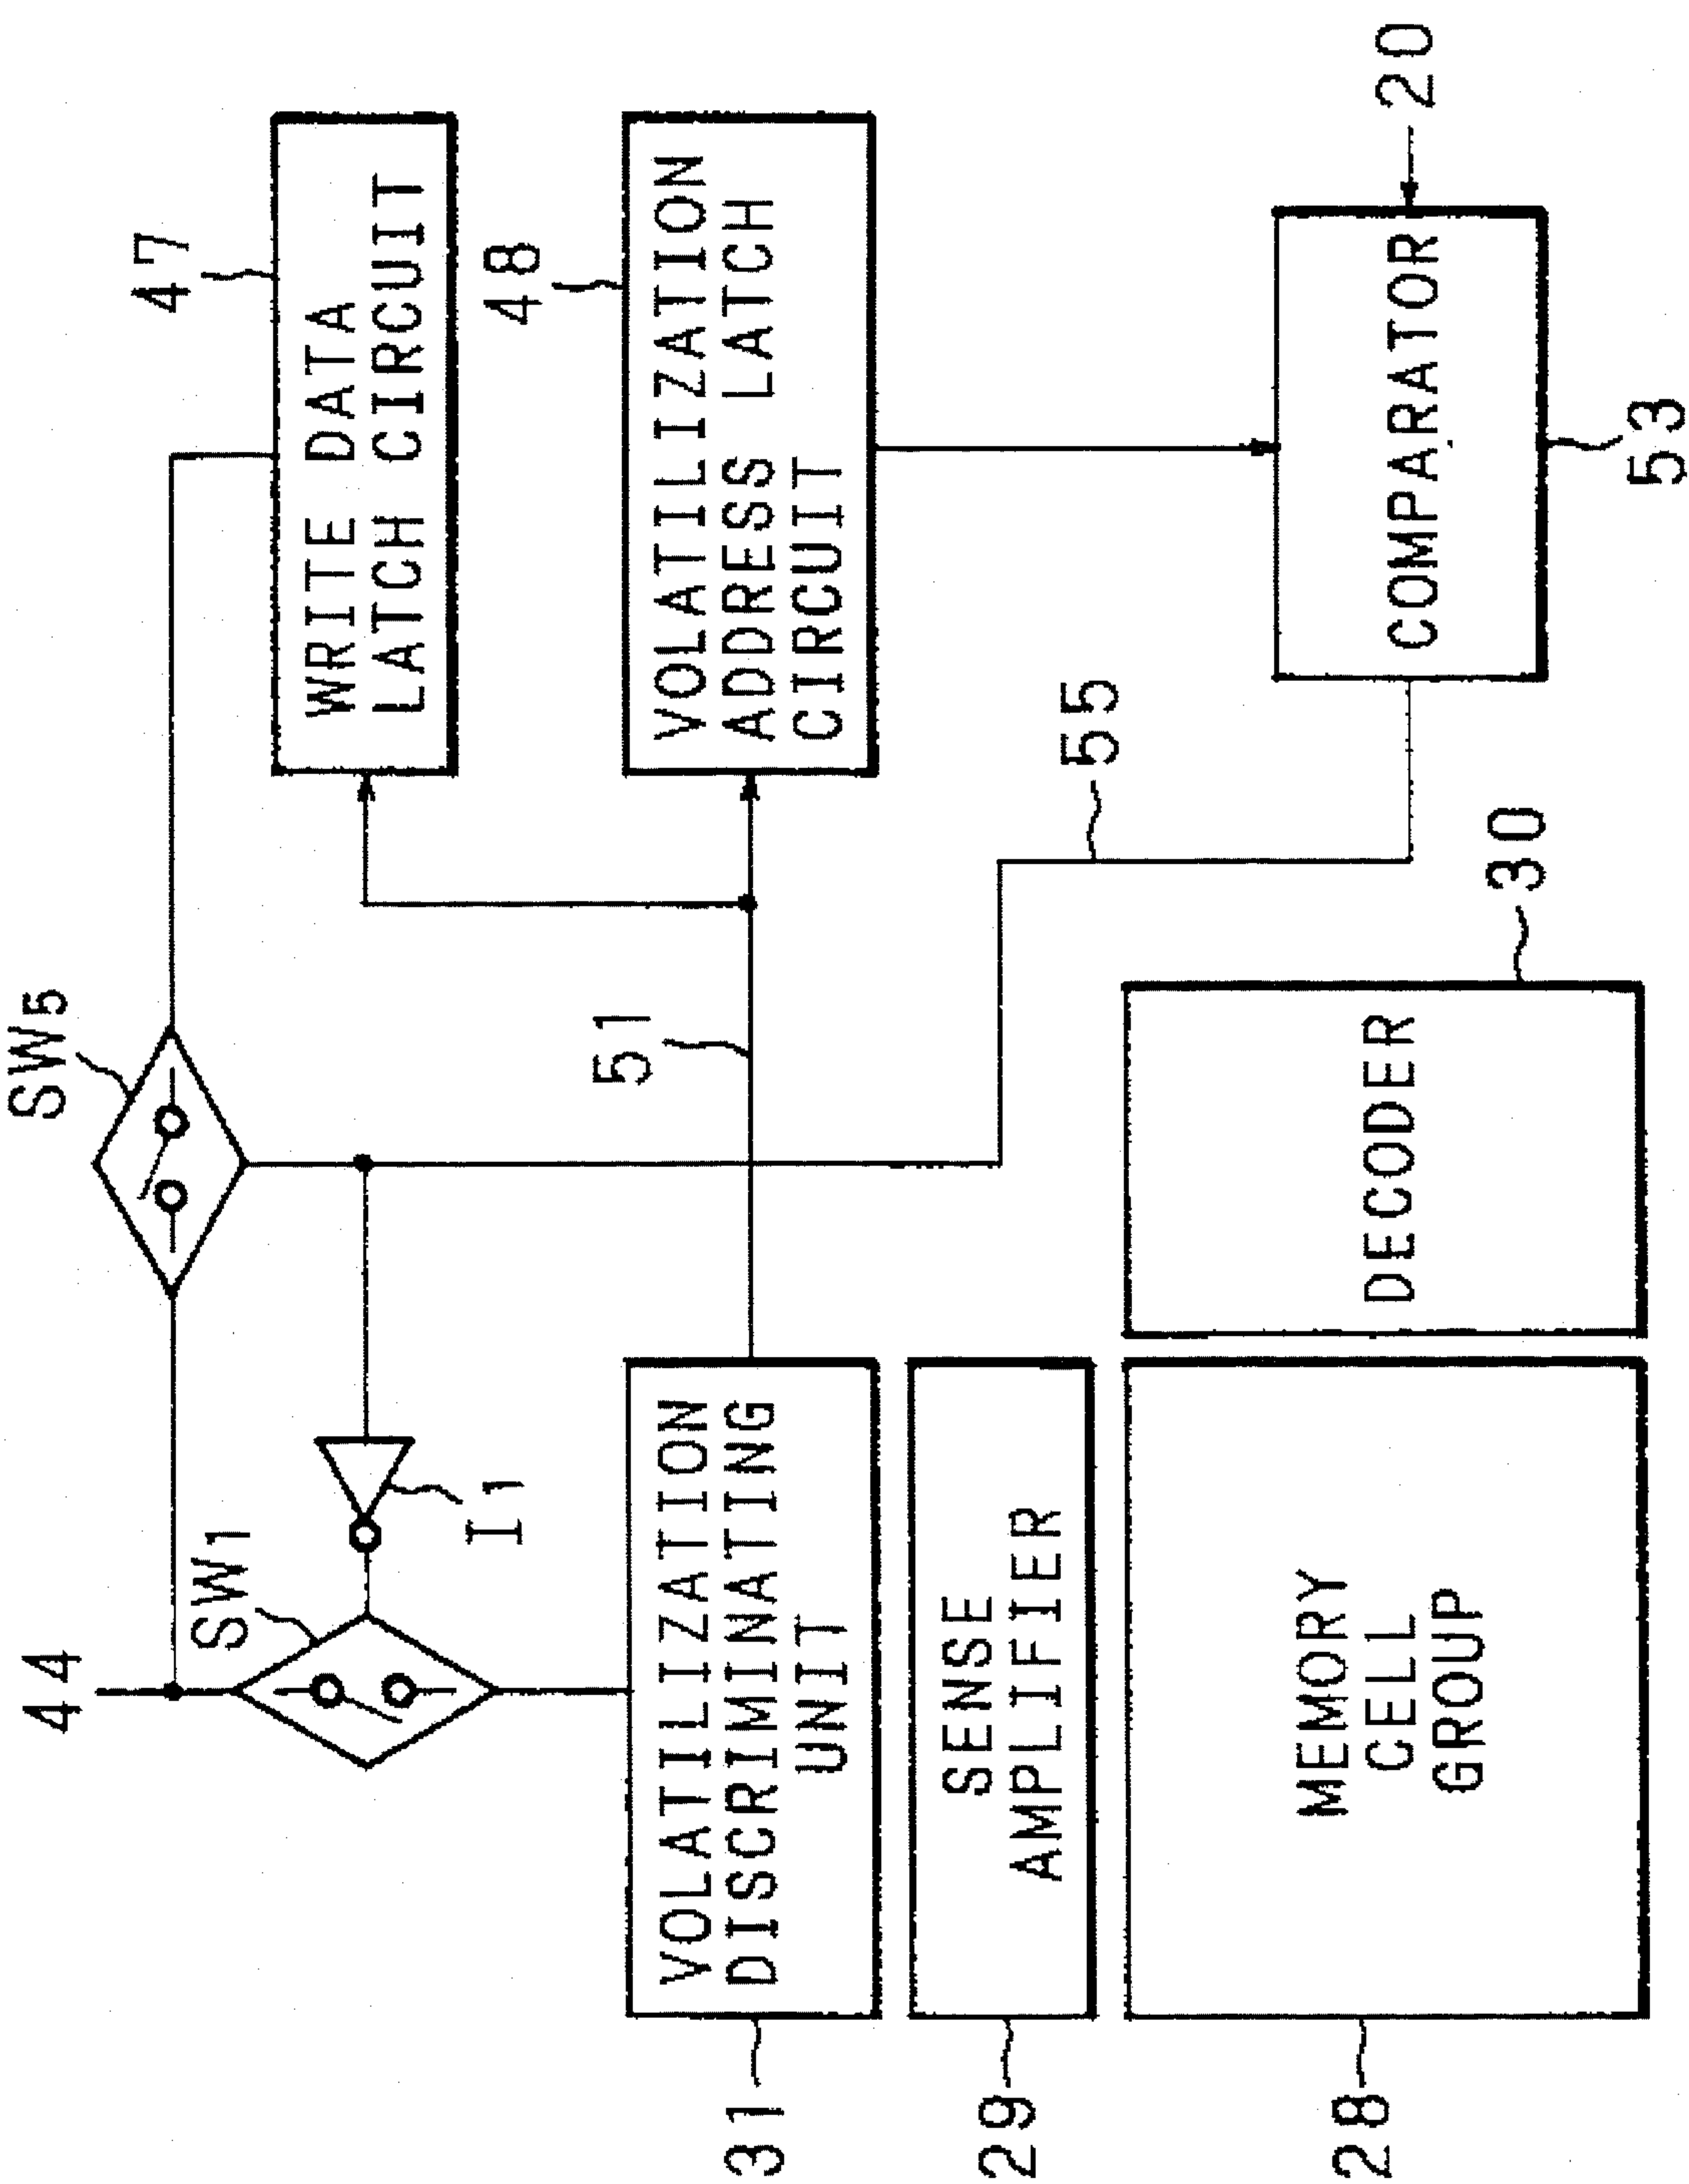 44
SW1
SW5
I1
47
WRITE DATA
LATCH CIRCUIT
31
VOLATILIZATION
DISCRIMINATING
UNIT
51
48
VOLATILIZATION
ADDRESS LATCH
CIRCUIT
29
SENSE
AMPLIFIER
55
28
MEMORY
CELL
GROUP
DECODER
30
COMPARATOR
20
53